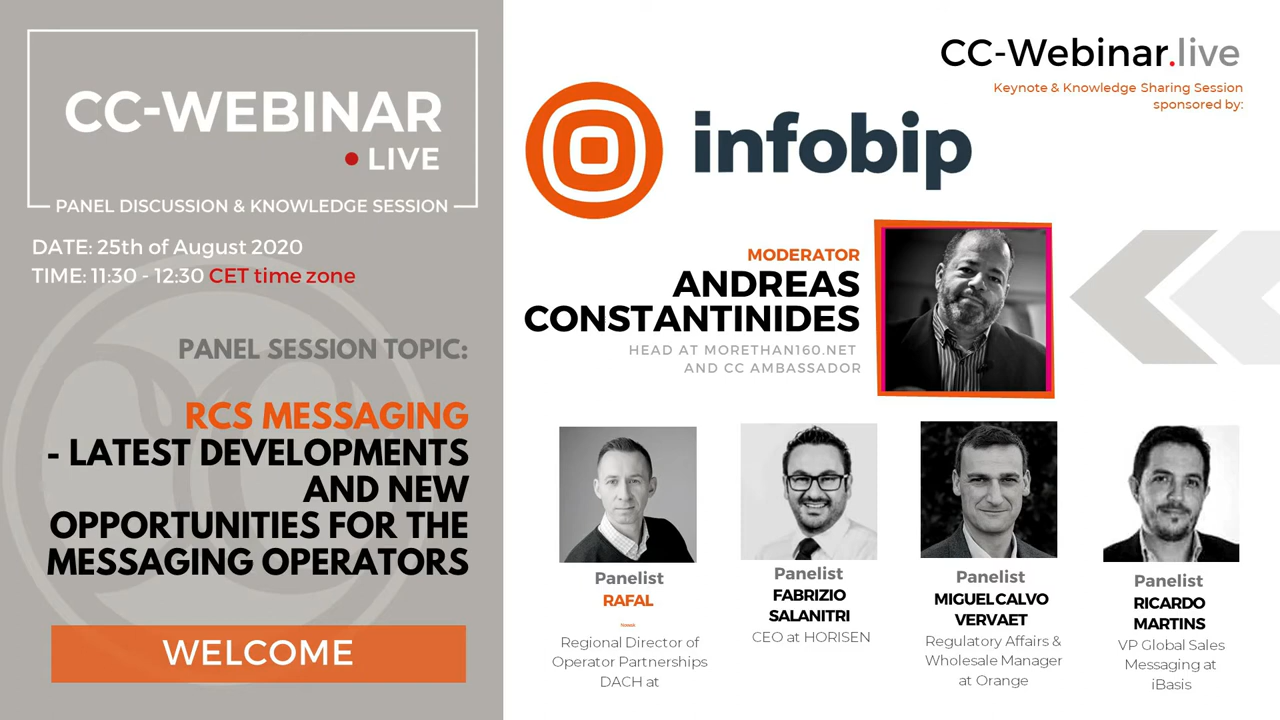 CC-WEBINAR
LIVE
PANEL DISCUSSION & KNOWLEDGE SESSION
DATE: 25th of August 2020
TIME: 11:30 - 12:30 CET time zone
PANEL SESSION TOPIC:
RCS MESSAGING
- LATEST DEVELOPMENTS
AND NEW
OPPORTUNITIES FOR THE
MESSAGING OPERATORS
WELCOME
CC-Webinar.live
Keynote & Knowledge Sharing Session
sponsored by:
infobip
MODERATOR
ANDREAS
CONSTANTINIDES
HEAD AT MORETHAN160.NET
AND CC AMBASSADOR
Panelist
RAFAL
Regional Director of
Operator Partnerships
DACH at
Panelist
FABRIZIO
SALANITRI
CEO at HORISEN
Panelist
MIGUEL CALVO
VERVAET
Regulatory Affairs &
Wholesale Manager
at Orange
Panelist
RICARDO
MARTINS
VP Global Sales
Messaging at
iBasis